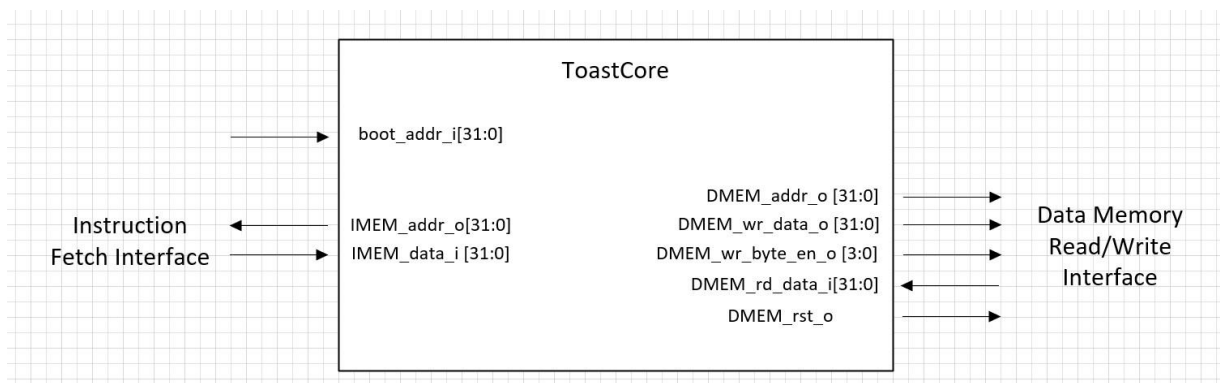 ToastCore
boot_addr_i[31:0]
Instruction
Fetch Interface
IMEM_addr_o[31:0]
IMEM_data_i [31:0]
DMEM_addr_o [31:0]
DMEM_wr_data_o [31:0]
DMEM_wr_byte_en_o [3:0]
DMEM_rd_data_i[31:0]
DMEM_rst_o
Data Memory
Read/Write
Interface